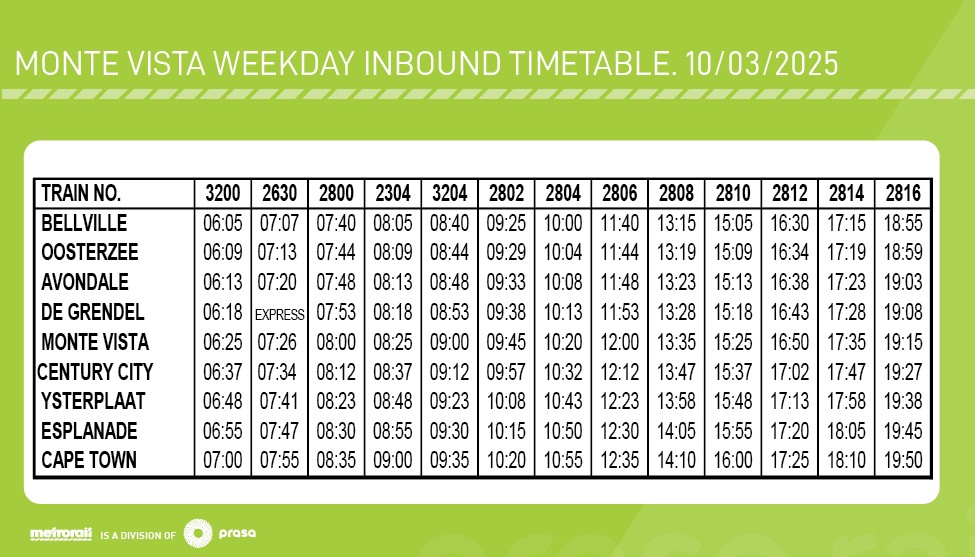 MONTE VISTA WEEKDAY INBOUND TIMETABLE. 10/03/2025
TRAIN NO. 3200 2630 2800 2304 3204 2802 2804 2806 2808 2810 2812 2814 2816
BELLVILLE 06:05 07:07 07:40 08:05 08:40 09:25 10:00 11:40 13:15 15:05 16:30 17:15 18:55
OOSTERZEE 06:09 07:13 07:44 08:09 08:44 09:29 10:04 11:44 13:19 15:09 16:34 17:19 18:59
AVONDALE 06:13 07:20 07:48 08:13 08:48 09:33 10:08 11:48 13:23 15:13 16:38 17:23 19:03
DE GRENDEL 06:18 EXPRESS 07:53 08:18 08:53 09:38 10:13 11:53 13:28 15:18 16:43 17:28 19:08
MONTE VISTA 06:25 07:26 08:00 08:25 09:00 09:45 10:20 12:00 13:35 15:25 16:50 17:35 19:15
CENTURY CITY 06:37 07:34 08:12 08:37 09:12 09:57 10:32 12:12 13:47 15:37 17:02 17:47 19:27
YSTERPLAAT 06:48 07:41 08:23 08:48 09:23 10:08 10:43 12:23 13:58 15:48 17:13 17:58 19:38
ESPLANADE 06:55 07:47 08:30 08:55 09:30 10:15 10:50 12:30 14:05 15:55 17:20 18:05 19:45
CAPE TOWN 07:00 07:55 08:35 09:00 09:35 10:20 10:55 12:35 14:10 16:00 17:25 18:10 19:50
metrorail IS A DIVISION OF prasa